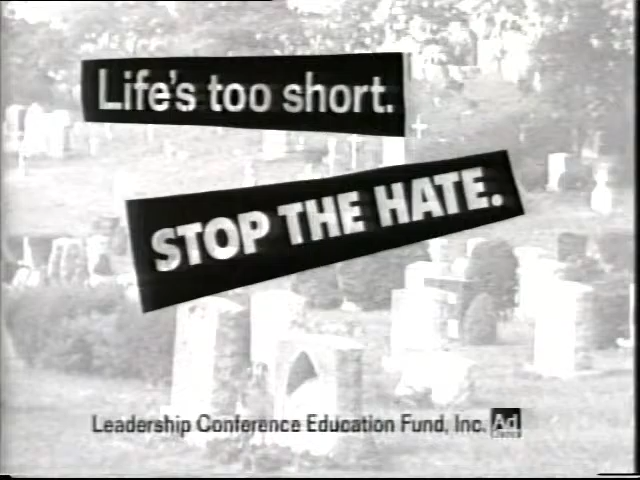 Life's too short.
STOP THE HATE.
Leadership Conference Education Fund, Inc. Ad